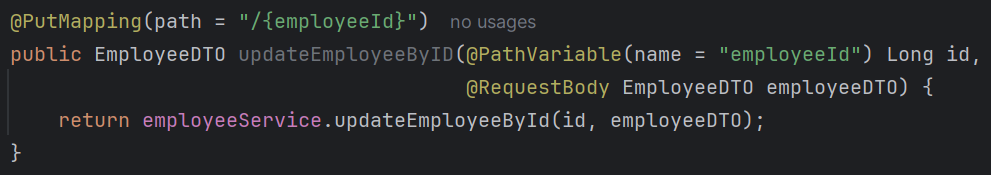 @PutMapping(path = "/{employeeId}")  no usages
public EmployeeDTO updateEmployeeByID(@PathVariable(name = "employeeId") Long id,
                                      @RequestBody EmployeeDTO employeeDTO) {
    return employeeService.updateEmployeeById(id, employeeDTO);
}